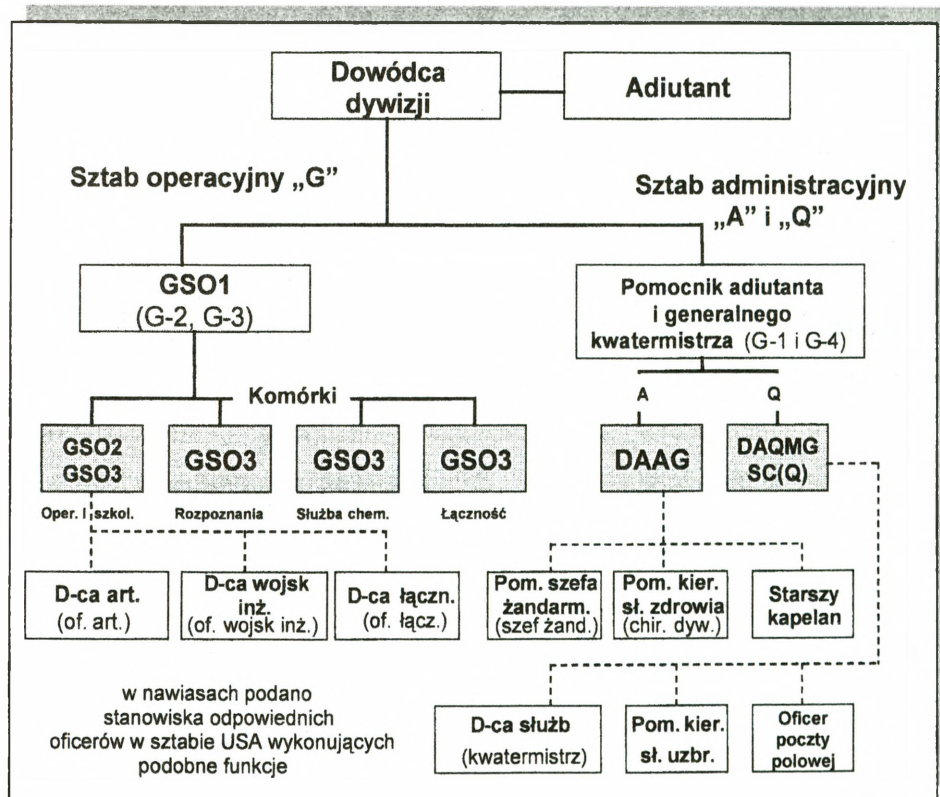 Dowódca
dywizji
Adiutant
Sztab operacyjny „G”
Sztab administracyjny
„A” i „Q”
GSO1
(G-2, G-3)
Pomocnik adiutanta
i generalnego
kwatermistrza (G-1 i G-4)
Komórki
A
Q
GSO2
GSO3
GSO3
GSO3
GSO3
DAAG
DAQMG
SC(Q)
Oper. I szkol.
Rozpoznania
Służba chem.
Łączność
D-ca art.
(of. art.)
D-ca wojsk
inż.
(of. wojsk inż.)
D-ca łączn.
(of. łącz.)
Pom. szefa
żandarm.
(szef żand.)
Pom. kier.
sł. zdrowia
(chir. dyw.)
Starszy
kapelan
w nawiasach podano
stanowiska odpowiednich
oficerów w sztabie USA wykonujących
podobne funkcje
D-ca służb
(kwatermistrz)
Pom. kier.
sł. uzbr.
Oficer
poczty
polowej